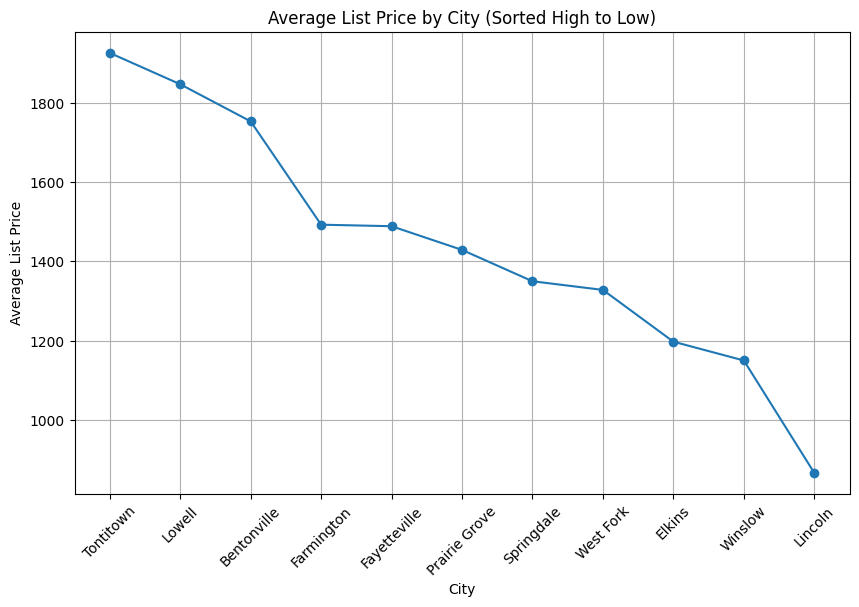 Average List Price by City (Sorted High to Low)
Average List Price
1800
1600
1400
1200
1000
Tontitown
Lowell
Bentonville
Farmington
Fayetteville
Prairie Grove
Springdale
West Fork
Elkins
Winslow
Lincoln
City